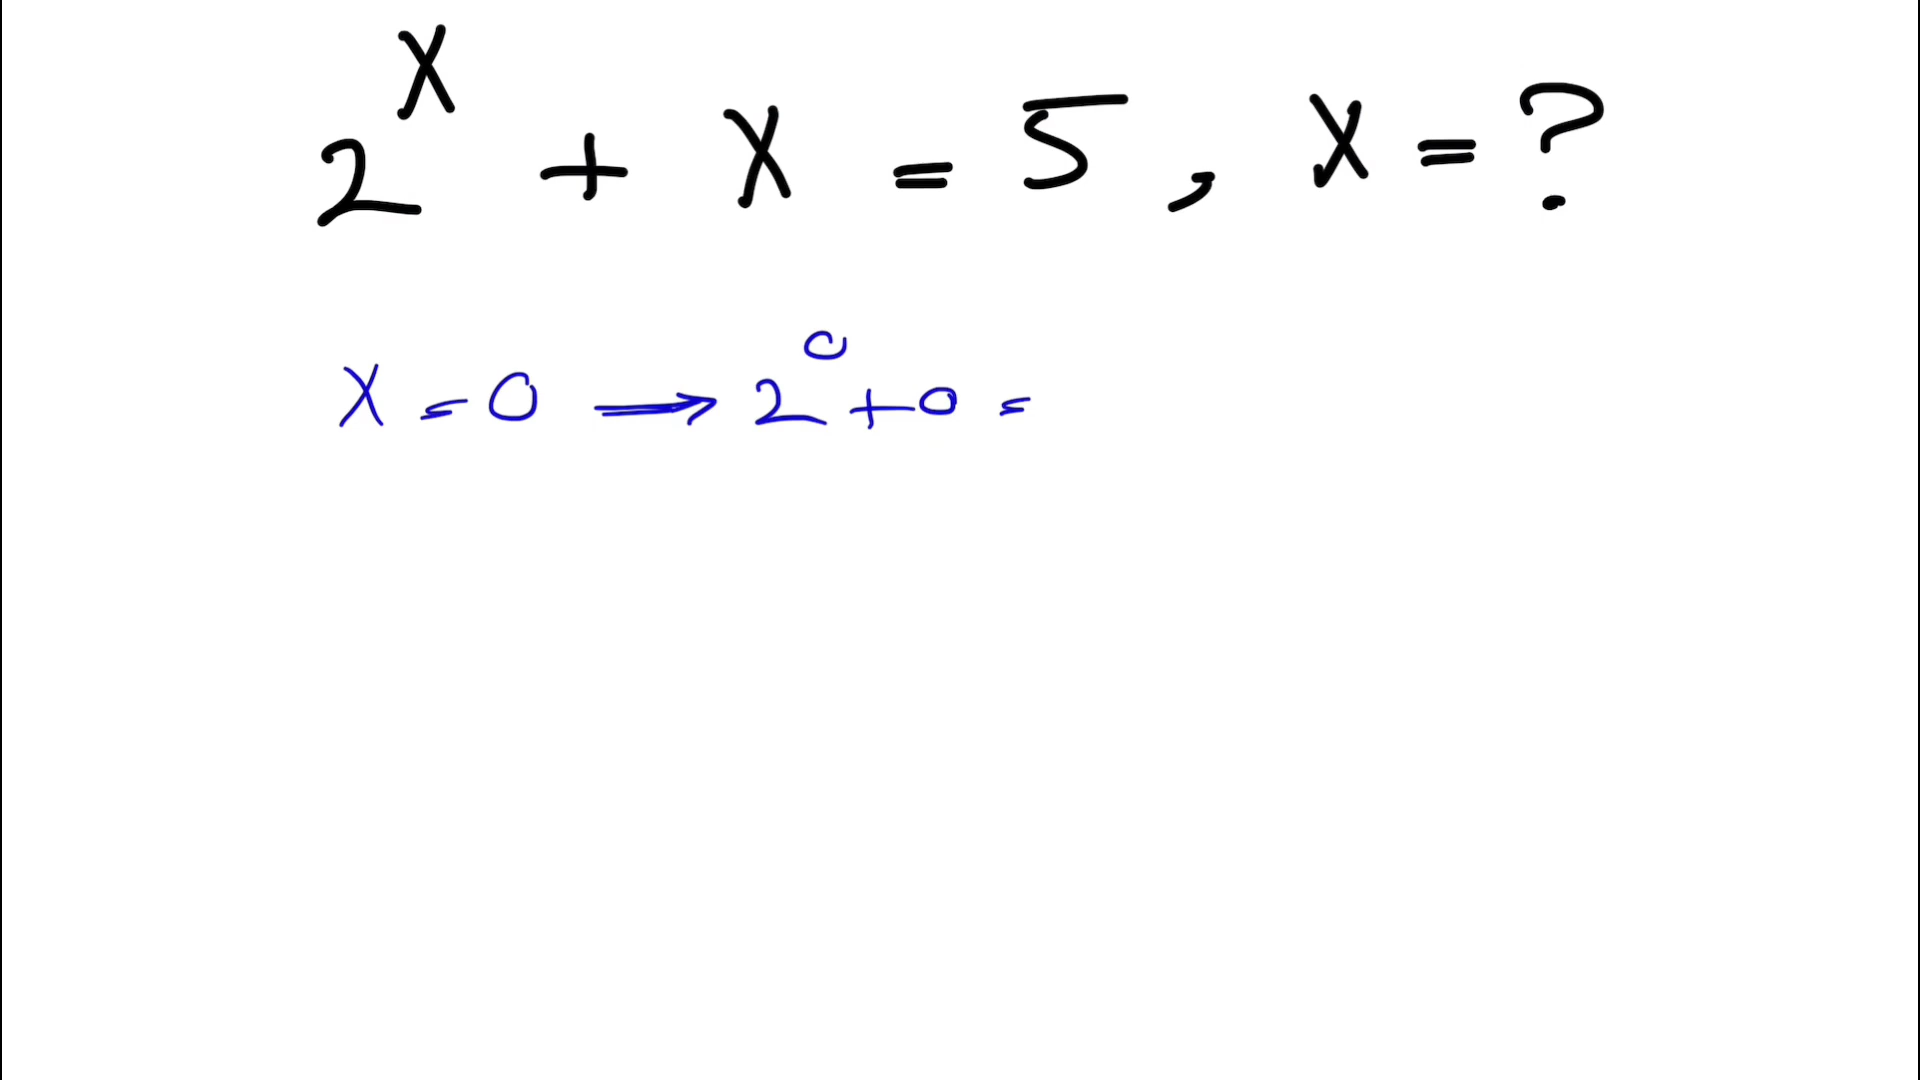 2^x + x = 5, x = ?
x = 0 → 2^0 + 0 =